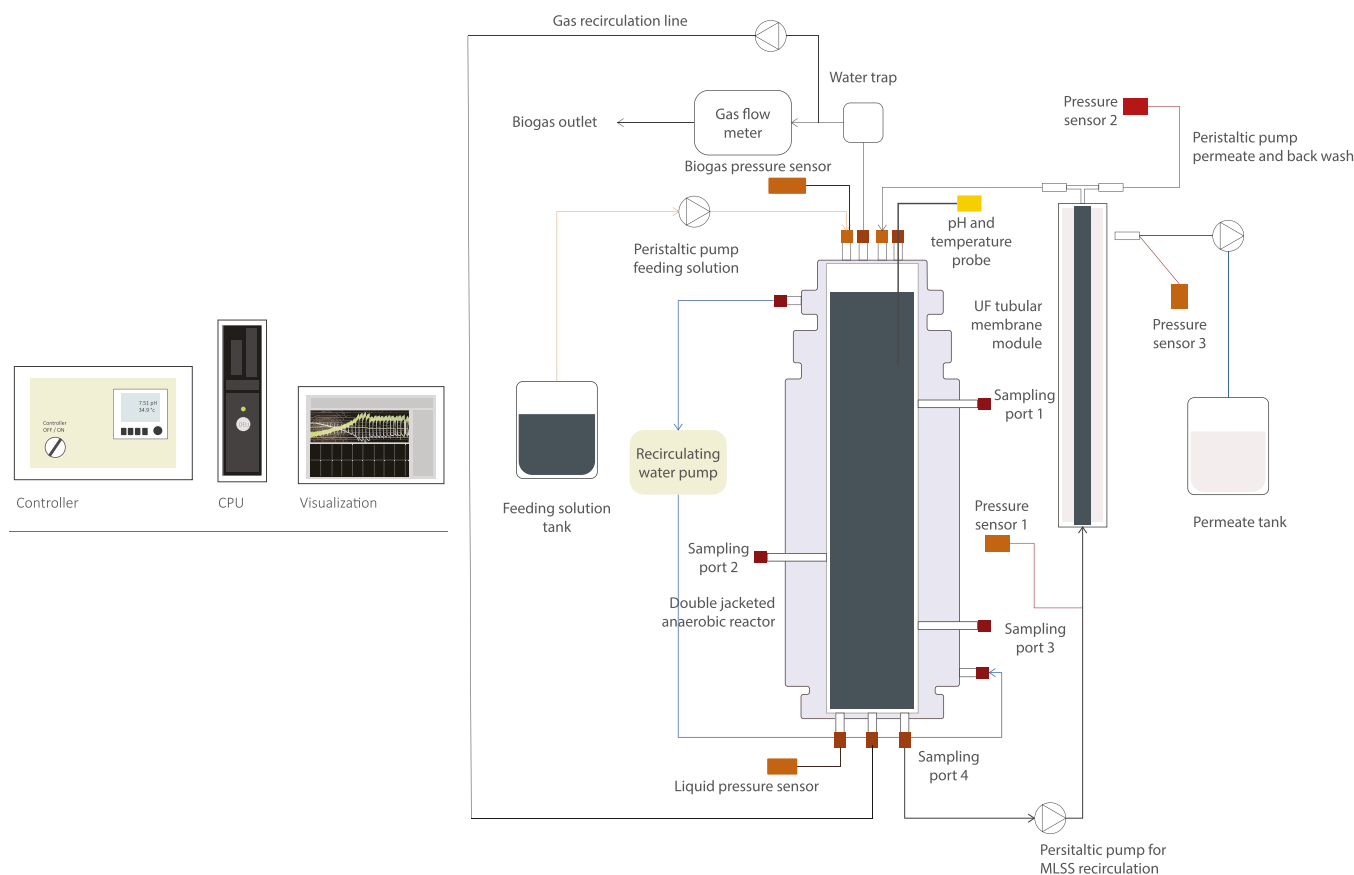 Gas recirculation line
Water trap
Biogas outlet
Gas flow
meter
Pressure
sensor 2
Peristaltic pump
permeate and back wash
Biogas pressure sensor
pH and
temperature
probe
Peristaltic pump
feeding solution
UF tubular
membrane
module
Pressure
sensor 3
7.51 pH
34.9 °c
Controller
OFF / ON
Sampling
port 1
Recirculating
water pump
Controller
CPU
Visualization
Feeding solution
tank
Pressure
sensor 1
Permeate tank
Sampling
port 2
Double jacketed
anaerobic reactor
Sampling
port 3
Sampling
port 4
Liquid pressure sensor
Persitaltic pump for
MLSS recirculation